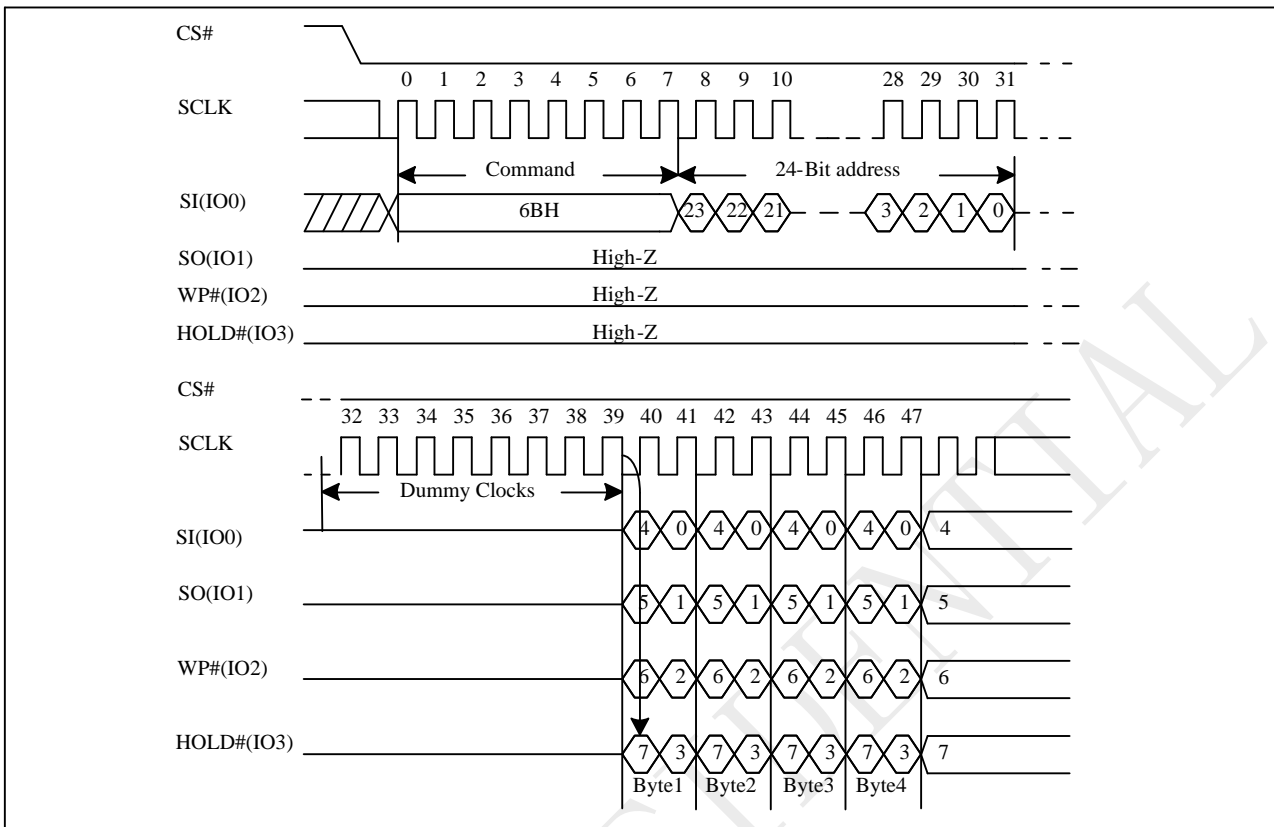 CS#
0 1 2 3 4 5 6 7 8 9 10 28 29 30 31
SCLK
Command 24-Bit address
SI(IO0) 6BH 23 22 21 3 2 1 0
SO(IO1) High-Z
WP#(IO2) High-Z
HOLD#(IO3) High-Z
CS#
32 33 34 35 36 37 38 39 40 41 42 43 44 45 46 47
SCLK
Dummy Clocks
SI(IO0) 4 0 4 0 4 0 4 0 4
SO(IO1) 5 1 5 1 5 1 5 1 5
WP#(IO2) 6 2 6 2 6 2 6 2 6
HOLD#(IO3) 7 3 7 3 7 3 7 3 7
Byte1 Byte2 Byte3 Byte4